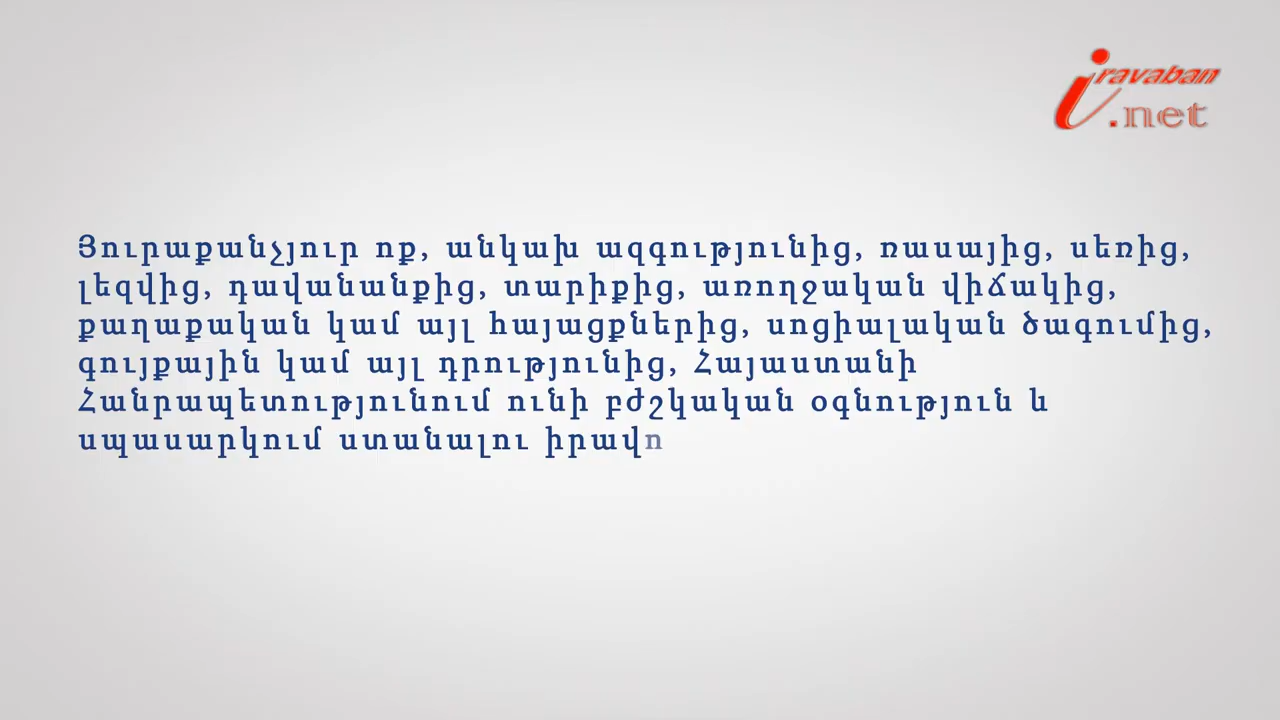 iravaban
.net
Յուրաքանչյուր ոք, անկախ ազգությունից, ռասայից, սեռից,
լեզվից, դավանանքից, տարիքից, առողջական վիճակից,
քաղաքական կամ այլ հայացքներից, սոցիալական ծագումից,
գույքային կամ այլ դրությունից, Հայաստանի
Հանրապետությունում ունի բժշկական օգնություն և
սպասարկում ստանալու իրավո